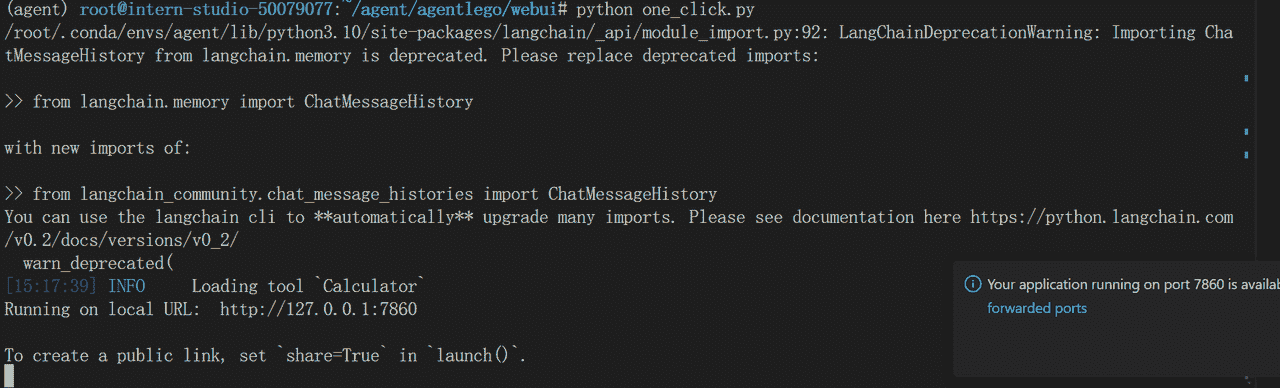 (agent) root@intern-studio-50079077:~/agent/agentlego/webui# python one_click.py
/root/.conda/envs/agent/lib/python3.10/site-packages/langchain/_api/module_import.py:92: LangChainDeprecationWarning: Importing Cha
tMessageHistory from langchain.memory is deprecated. Please replace deprecated imports:
>> from langchain.memory import ChatMessageHistory
with new imports of:
>> from langchain_community.chat_message_histories import ChatMessageHistory
You can use the langchain cli to **automatically** upgrade many imports. Please see documentation here https://python.langchain.com
/v0.2/docs/versions/v0_2/
  warn_deprecated(
[15:17:39] INFO     Loading tool `Calculator`
Running on local URL:  http://127.0.0.1:7860
To create a public link, set `share=True` in `launch()`.
Your application running on port 7860 is availa
forwarded ports